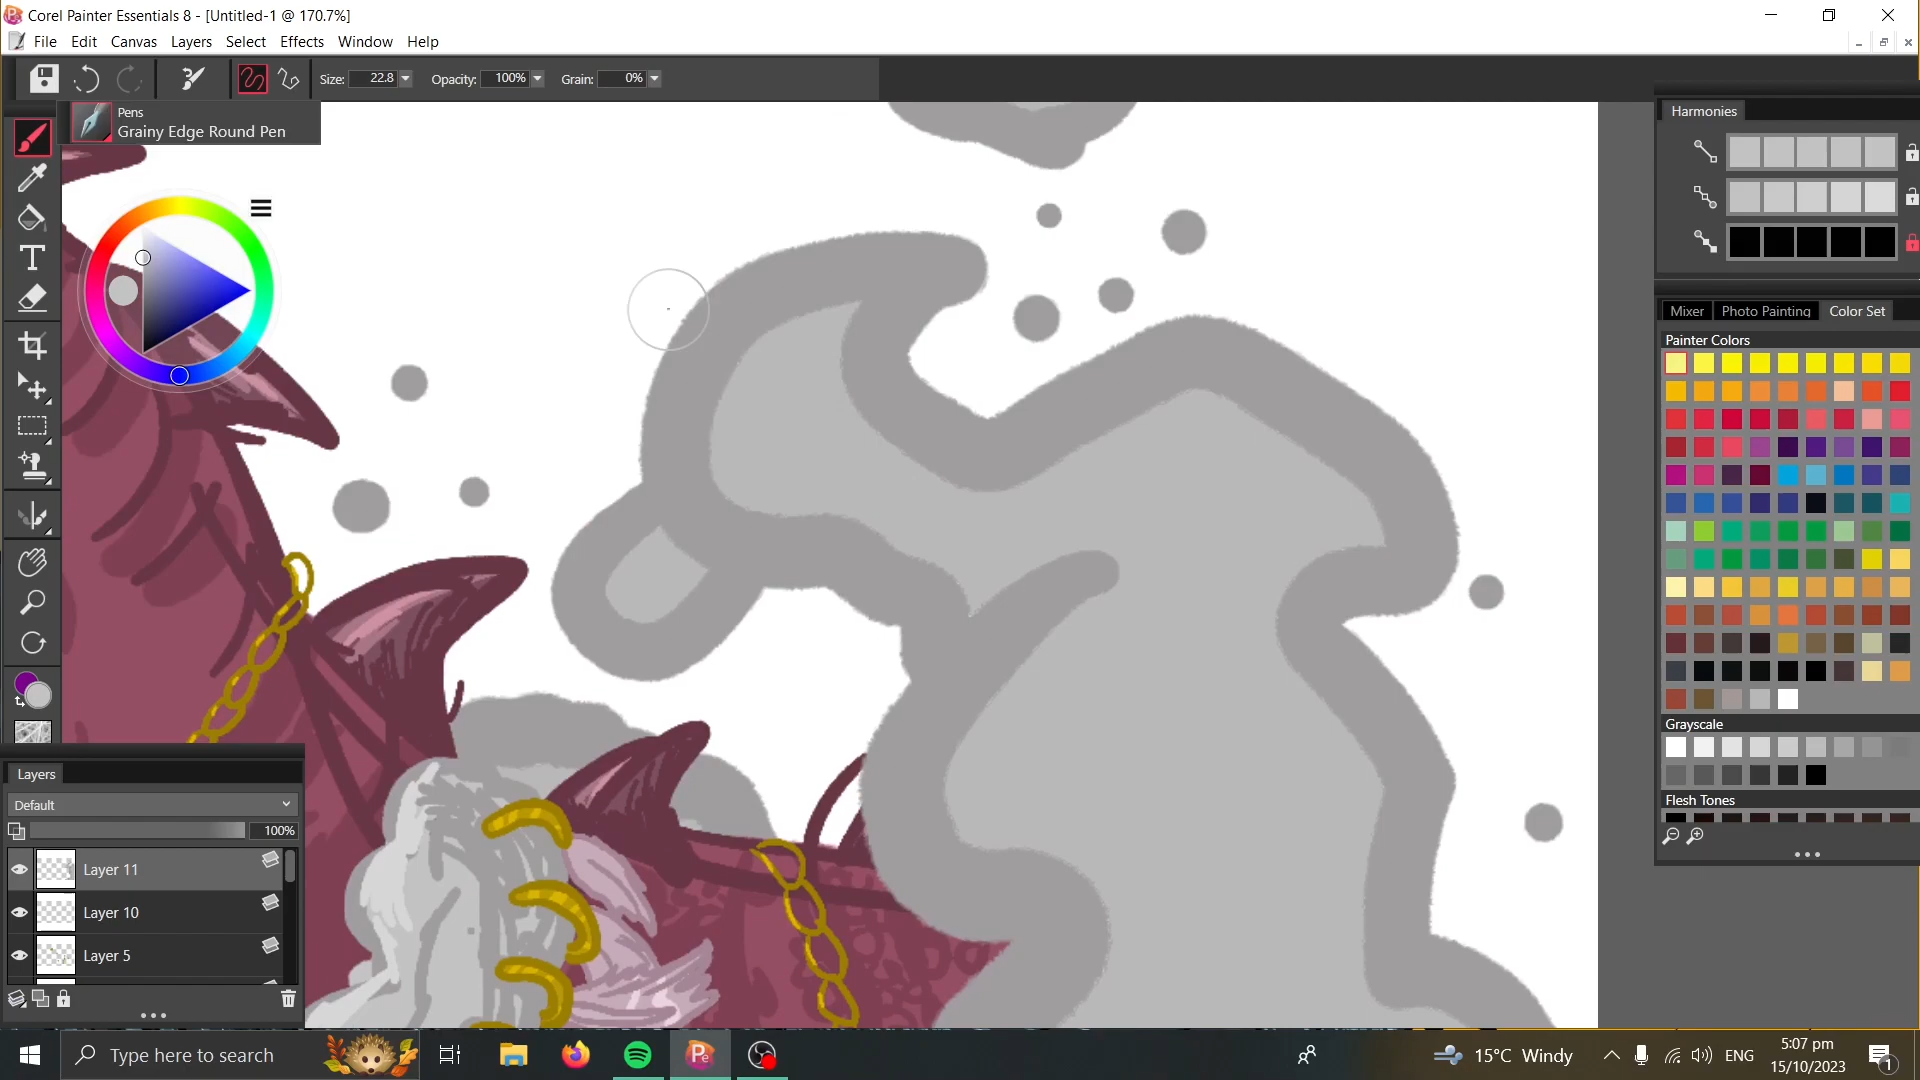 Corel Painter Essentials 8 - [Untitled-1 @ 170.7%]
File Edit Canvas Layers Select Effects Window Help
Size: 22.8 Opacity: 100% Grain: 0%
Pens
Grainy Edge Round Pen
Harmonies
Mixer Photo Painting Color Set
Painter Colors
Grayscale
Flesh Tones
Layers
Default
100%
Layer 11
Layer 10
Layer 5
Type here to search
15°C Windy
ENG
5:07 pm
15/10/2023
1